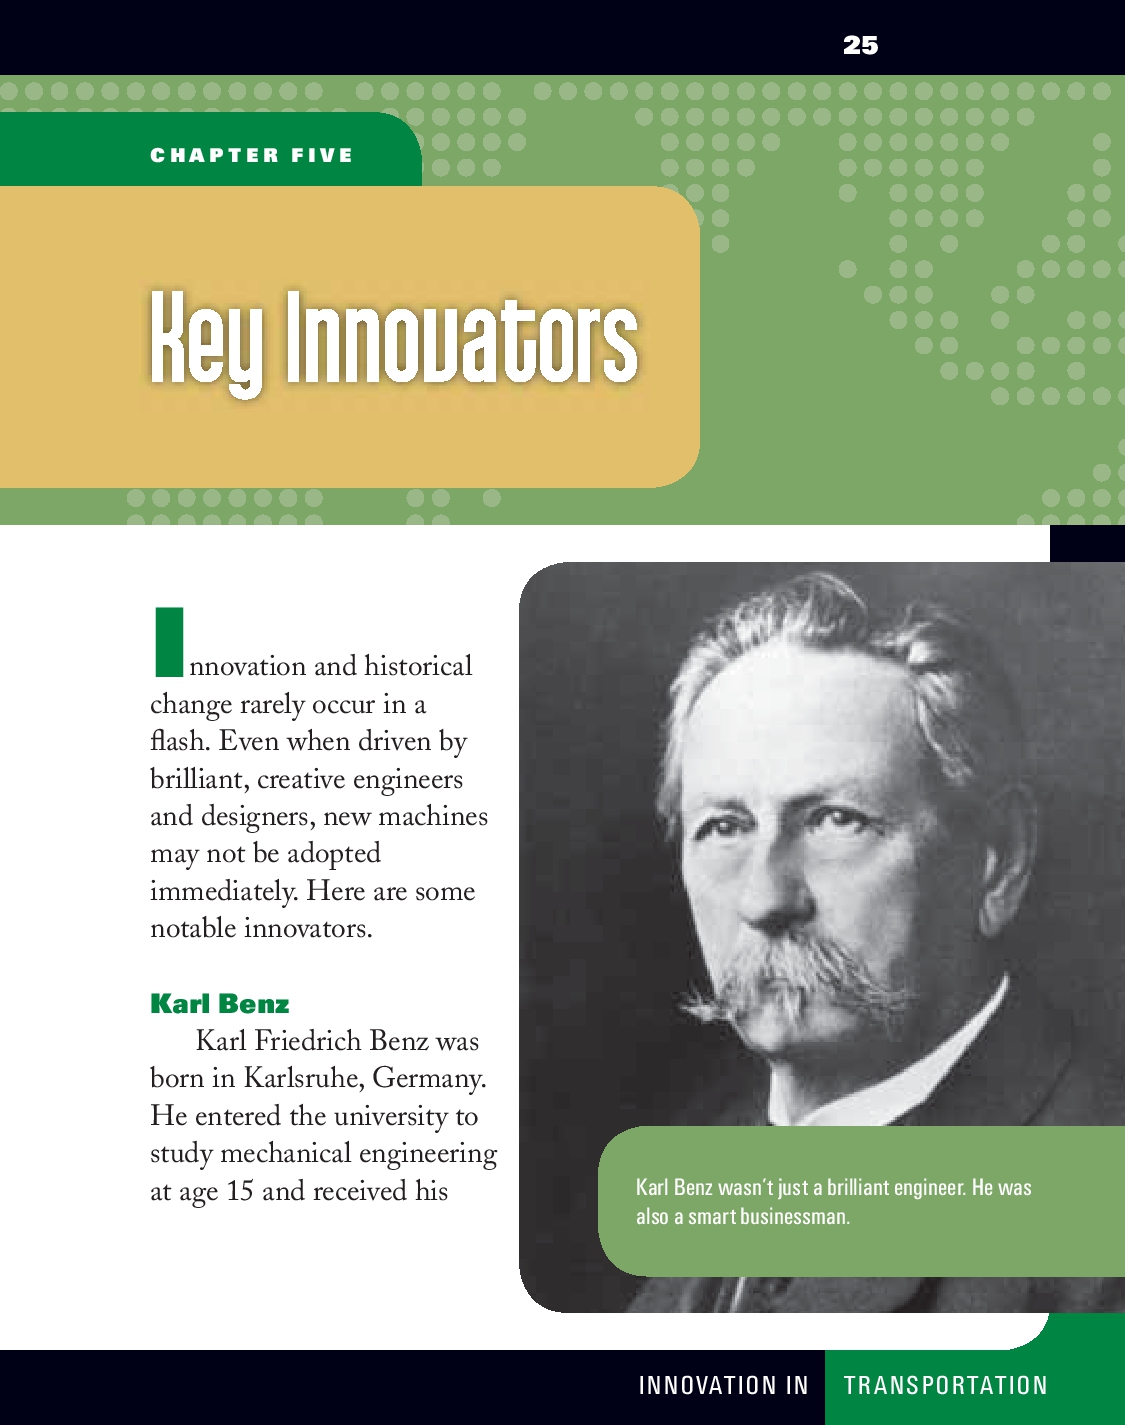 25
CHAPTER FIVE
Key Innovators
Innovation and historical
change rarely occur in a
flash. Even when driven by
brilliant, creative engineers
and designers, new machines
may not be adopted
immediately. Here are some
notable innovators.
Karl Benz
Karl Friedrich Benz was
born in Karlsruhe, Germany.
He entered the university to
study mechanical engineering
at age 15 and received his
Karl Benz wasn't just a brilliant engineer. He was
also a smart businessman.
INNOVATION IN TRANSPORTATION